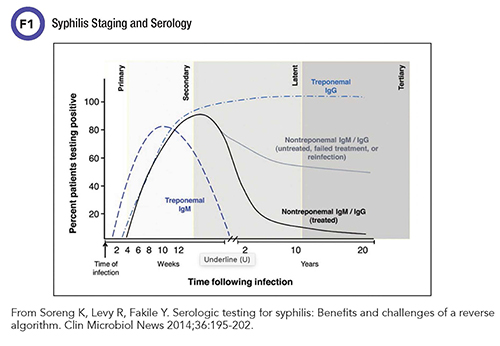 F1 Syphilis Staging and Serology
Primary
Secondary
Latent
Tertiary
Percent patients testing positive
100
80
60
40
20
Treponemal
IgG
Nontreponemal IgM / IgG
(untreated, failed treatment, or
reinfection)
Treponemal
IgM
Nontreponemal IgM / IgG
(treated)
2 4 6 8 10 12 2 10 20
Time of
infection
Weeks
Underline (U)
Years
Time following infection
From Soreng K, Levy R, Fakile Y. Serologic testing for syphilis: Benefits and challenges of a reverse
algorithm. Clin Microbiol News 2014;36:195-202.